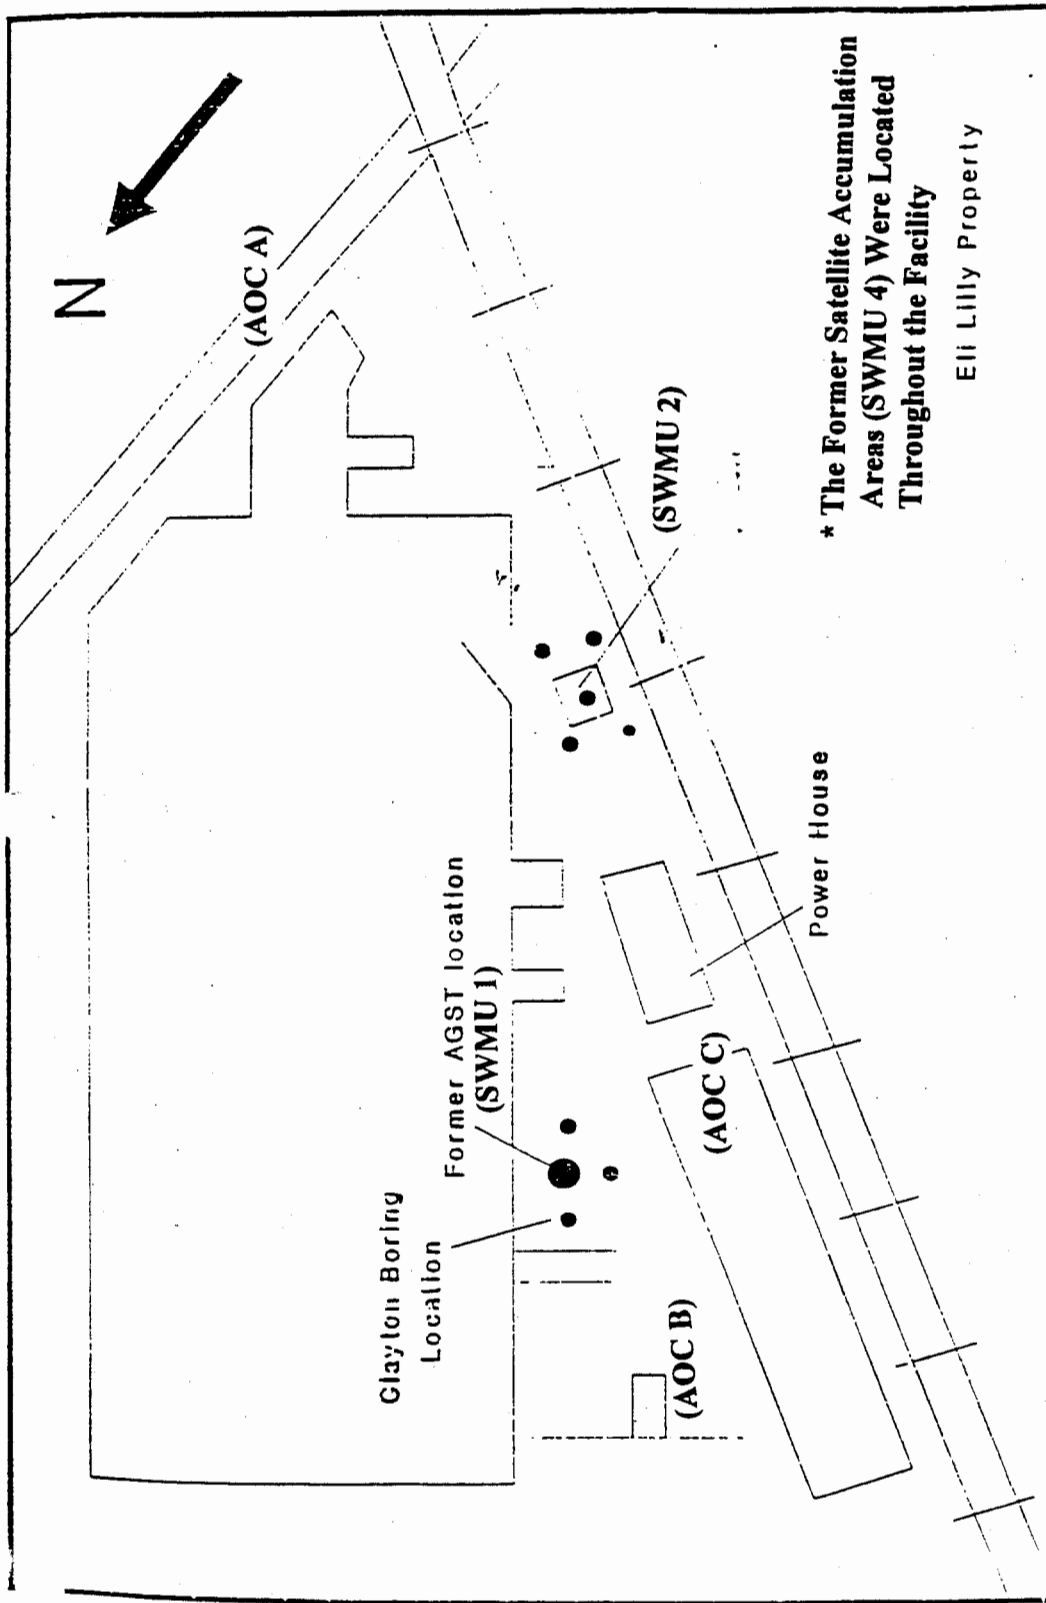 N
(AOC A)
* The Former Satellite Accumulation
Areas (SWMU 4) Were Located
Throughout the Facility
Eli Lilly Property
(SWMU 2)
Power House
Former AGST location
(SWMU 1)
Clayton Boring
Location
(AOC C)
(AOC B)